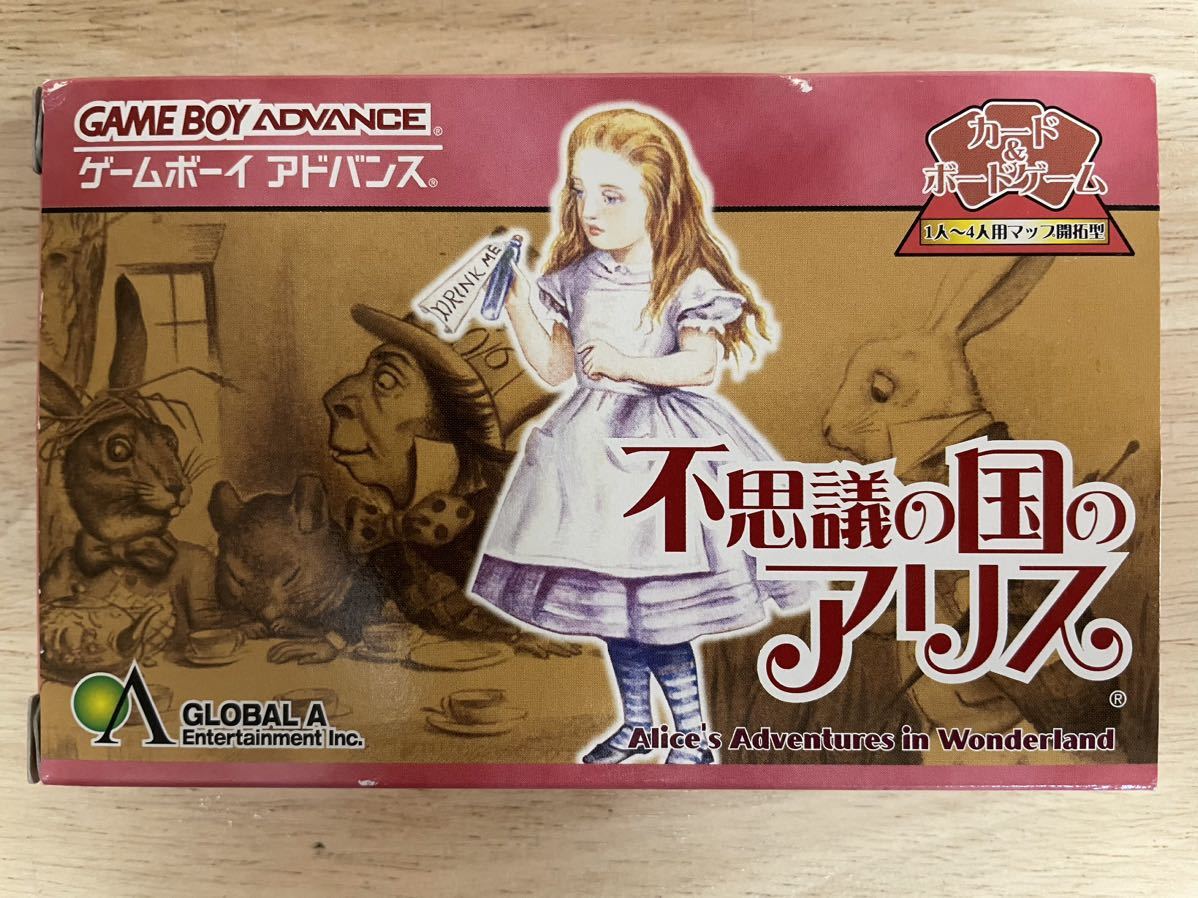 GAME BOY ADVANCE®
ゲームボーイ アドバンス®
カード
&
ボードゲーム
1人〜4人用マップ開拓型
DRINK ME
10/6
不思議の国の
アリス®
GLOBAL A
Entertainment Inc.
Alice's Adventures in Wonderland